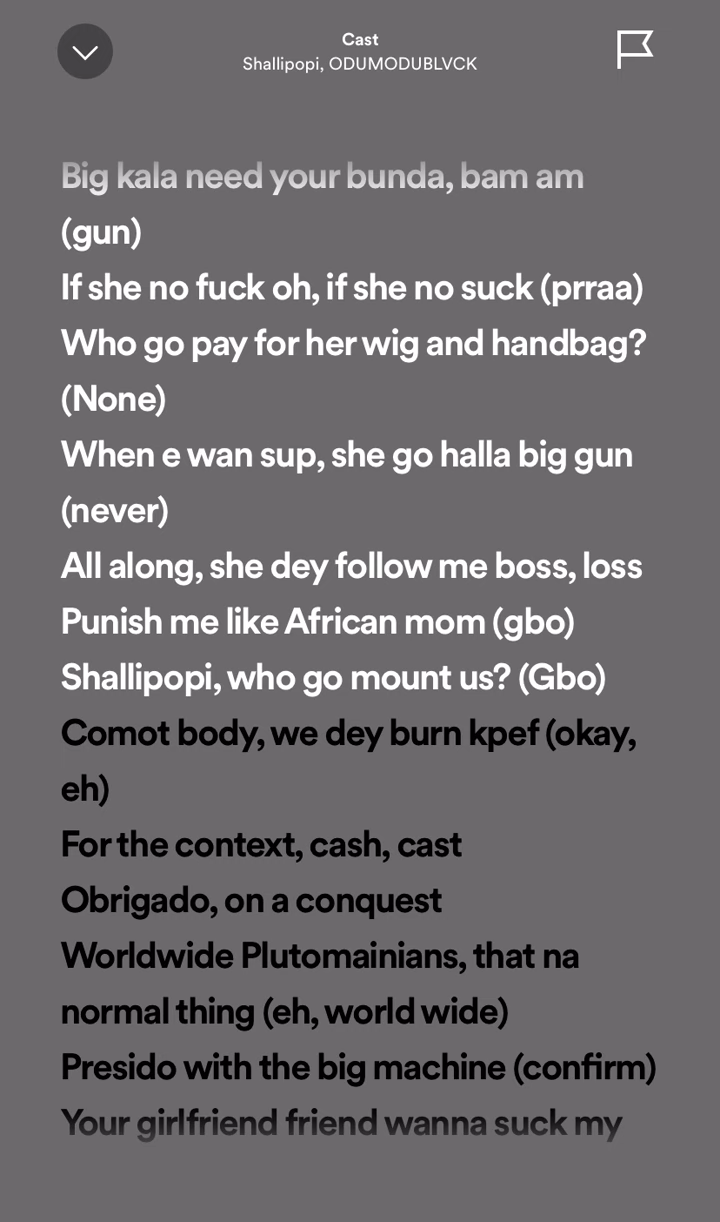 Cast
Shallipopi, ODUMODUBLVCK
Big kala need your bunda, bam am
(gun)
If she no fuck oh, if she no suck (prraa)
Who go pay for her wig and handbag?
(None)
When e wan sup, she go halla big gun
(never)
All along, she dey follow me boss, loss
Punish me like African mom (gbo)
Shallipopi, who go mount us? (Gbo)
Comot body, we dey burn kpef (okay,
eh)
For the context, cash, cast
Obrigado, on a conquest
Worldwide Plutomainians, that na
normal thing (eh, world wide)
Presido with the big machine (confirm)
Your girlfriend friend wanna suck my